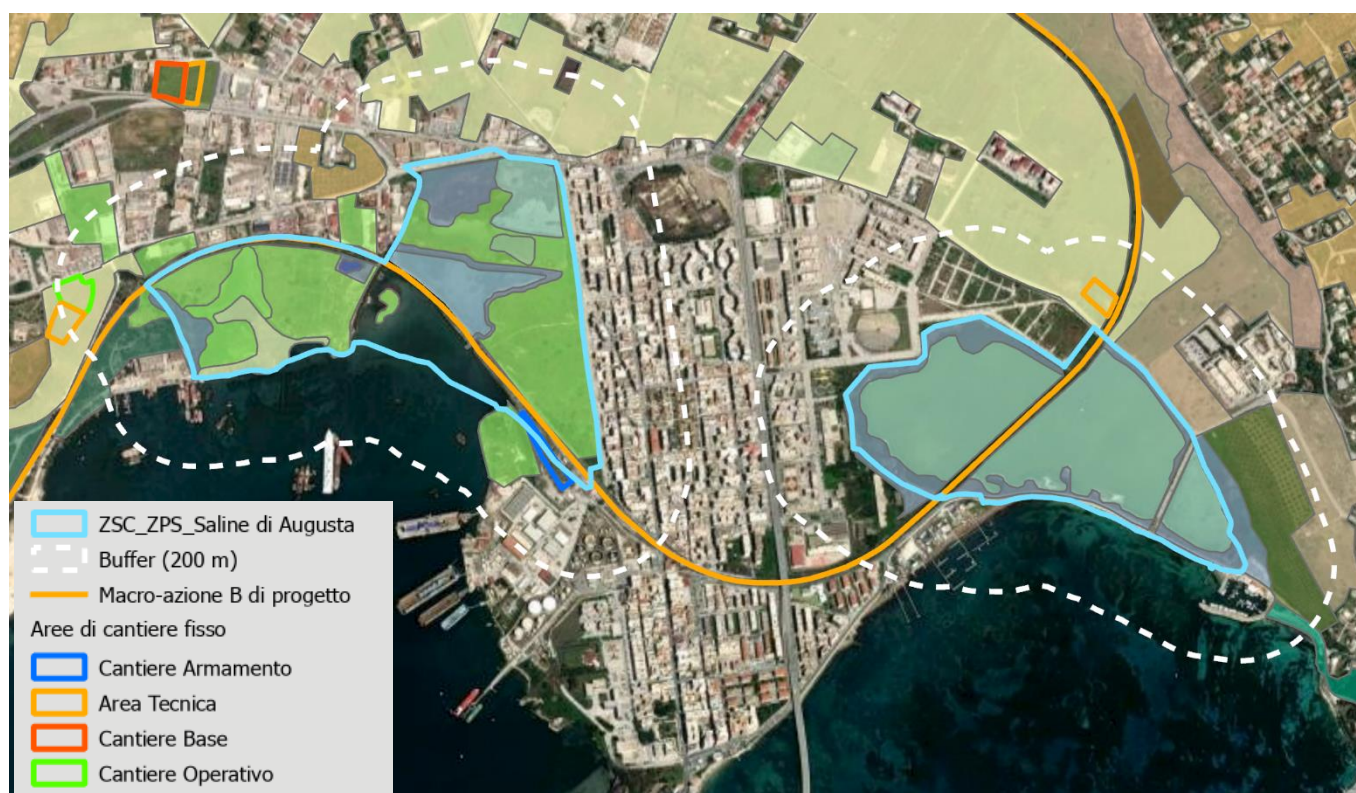 ZSC_ZPS_Saline di Augusta
Buffer (200 m)
Macro-azione B di progetto
Aree di cantiere fisso
Cantiere Armamento
Area Tecnica
Cantiere Base
Cantiere Operativo